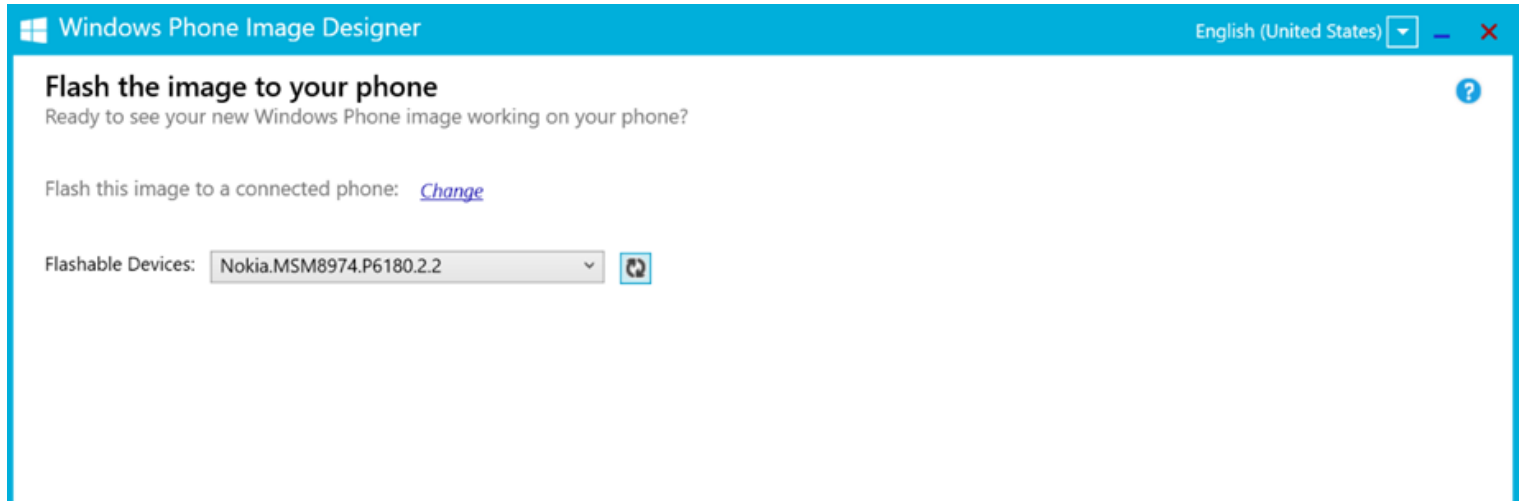 Windows Phone Image Designer English (United States)
Flash the image to your phone
Ready to see your new Windows Phone image working on your phone?
Flash this image to a connected phone: Change
Flashable Devices: Nokia.MSM8974.P6180.2.2